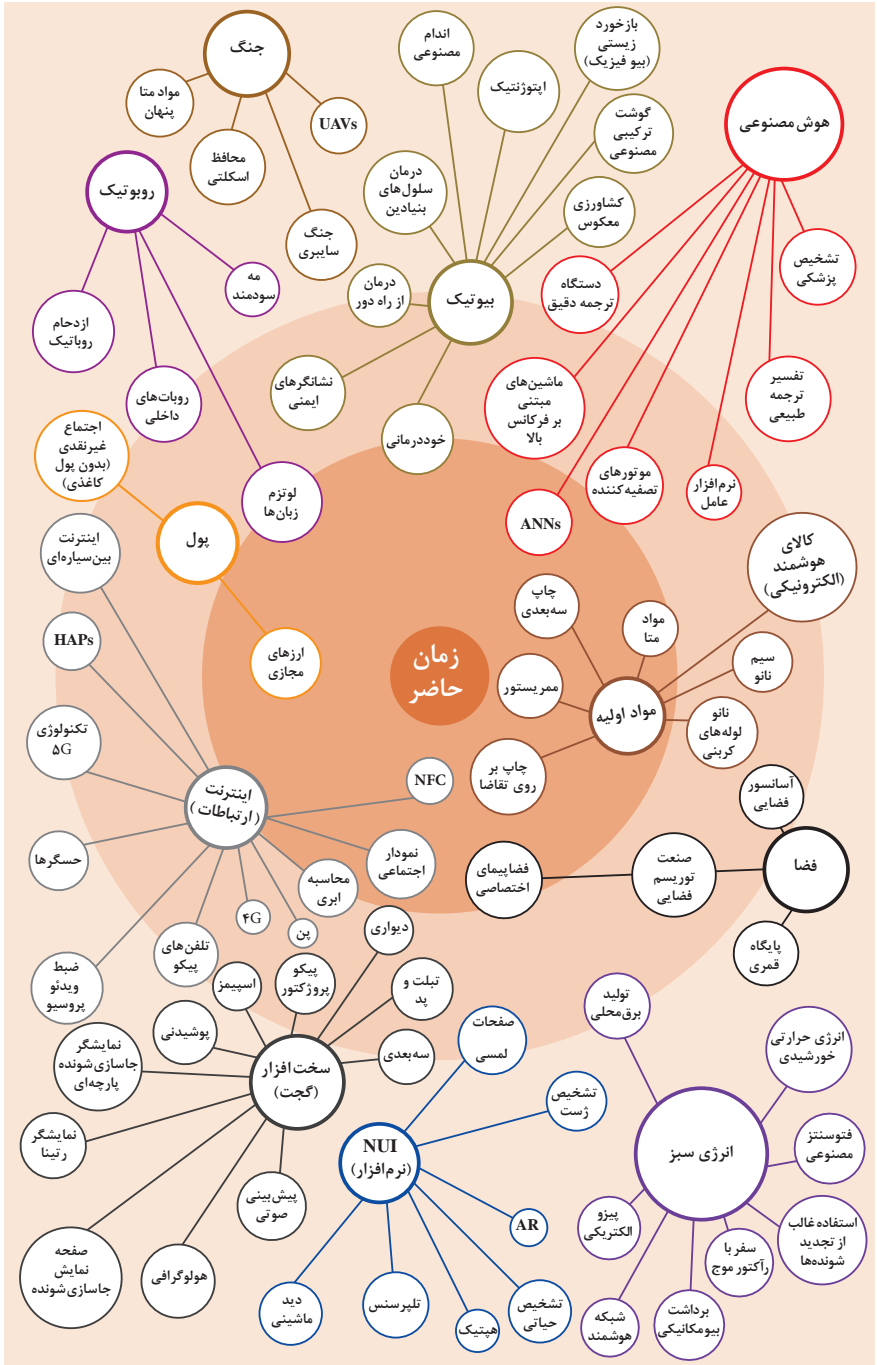 جنگ
مواد متا
پنهان
محافظ
اسکلتی
جنگ
سایبری
UAVs
روبوتیک
ازدحام
روباتیک
روبات‌های
داخلی
لوتزم
زبان‌ها
مه
سودمند
بیوتیک
اندام
مصنوعی
اپتوژنتیک
بازخورد
زیستی
(بیو فیزیک)
گوشت
ترکیبی
مصنوعی
کشاورزی
معکوس
درمان
سلول‌های
بنیادین
درمان
از راه دور
نشانگرهای
ایمنی
خوددرمانی
هوش مصنوعی
تشخیص
پزشکی
تفسیر
ترجمه
طبیعی
نرم‌افزار
عامل
موتورهای
تصفیه‌کننده
ANNs
ماشین‌های
مبتنی
بر فرکانس
بالا
دستگاه
ترجمه دقیق
پول
اجتماع
غیرنقدی
(بدون پول
کاغذی)
ارزهای
مجازی
زمان
حاضر
مواد اولیه
کالای
هوشمند
(الکترونیکی)
سیم
نانو
نانو
لوله‌های
کربنی
مواد
متا
چاپ
سه‌بعدی
ممریستور
چاپ بر
روی تقاضا
فضا
آسانسور
فضایی
صنعت
توریسم
فضایی
فضاپیمای
اختصاصی
پایگاه
قمری
اینترنت
(ارتباطات)
اینترنت
بین‌سیاره‌ای
HAPs
تکنولوژی
۵G
حسگرها
ضبط
ویدئو
پروسیو
تلفن‌های
پیکو
۴G
پن
محاسبه
ابری
نمودار
اجتماعی
NFC
سخت‌افزار
(گجت)
دیواری
پیکو
پروژکتور
اسپیمز
تبلت و
پد
سه‌بعدی
پوشیدنی
نمایشگر
جاسازی‌شونده
پارچه‌ای
نمایشگر
رتینا
صفحه
نمایش
جاسازی‌شونده
هولوگرافی
پیش‌بینی
صوتی
NUI
(نرم‌افزار)
صفحات
لمسی
تشخیص
ژست
AR
تشخیص
حیاتی
هپتیک
تلپرسنس
دید
ماشینی
انرژی سبز
تولید
برق‌محلی
انرژی حرارتی
خورشیدی
فتوسنتز
مصنوعی
استفاده غالب
از تجدید
شونده‌ها
سفر با
رآکتور موج
برداشت
بیومکانیکی
شبکه
هوشمند
پیزو
الکتریکی